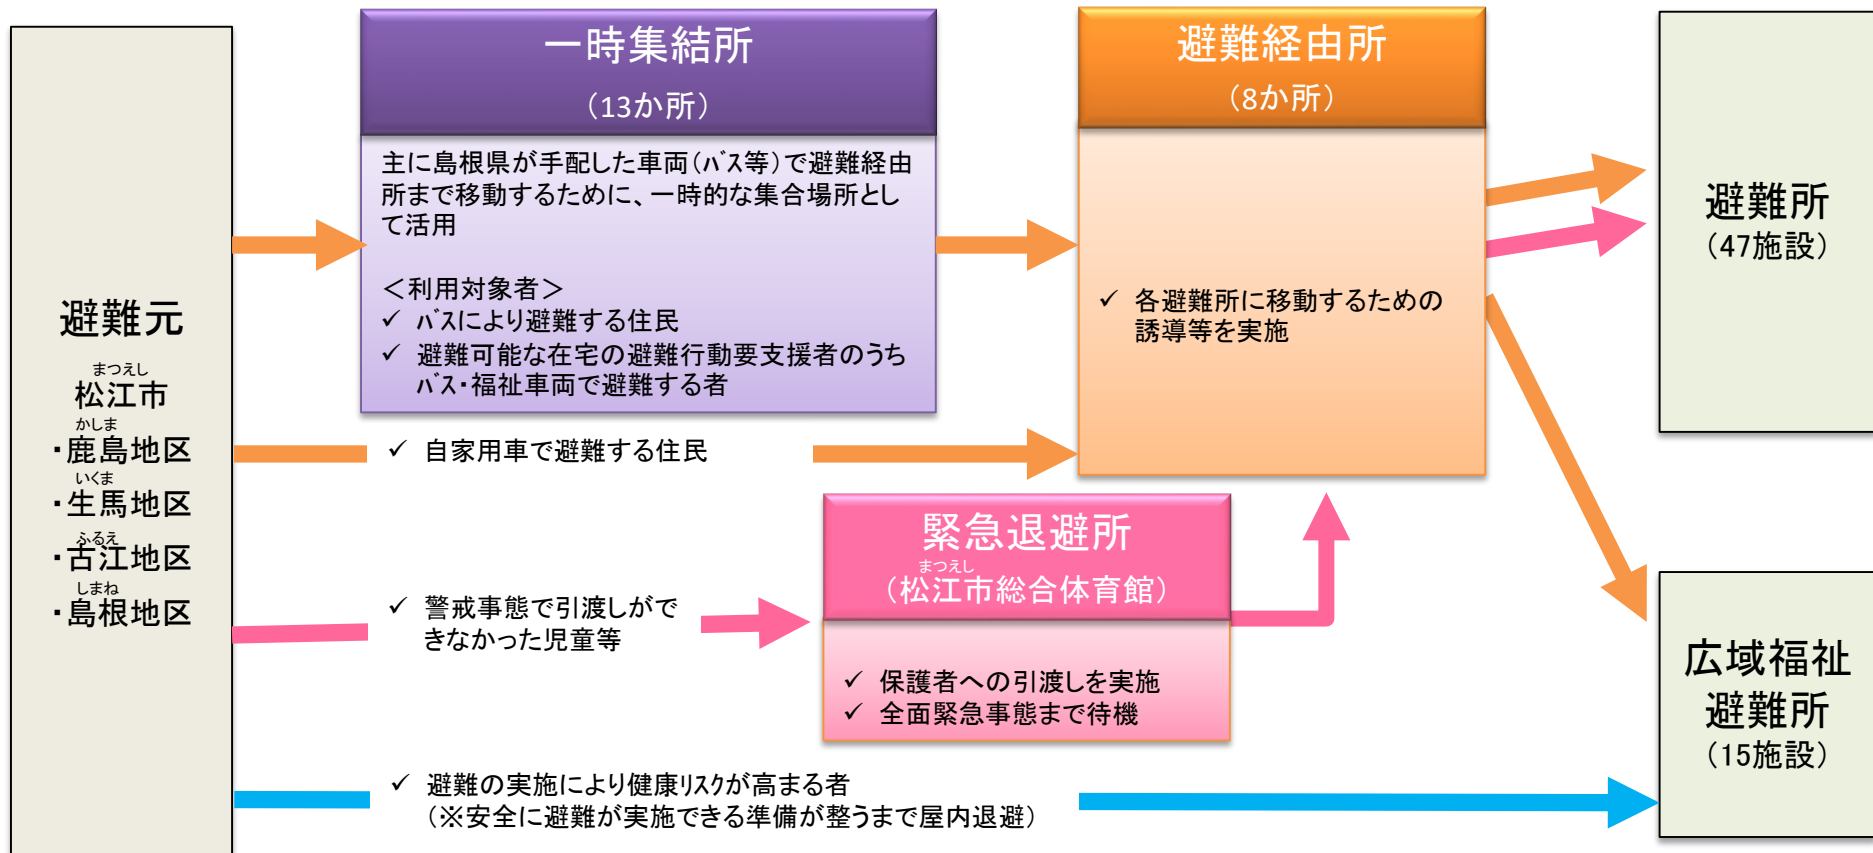 避難元
まつえし
松江市
かしま
・鹿島地区
いくま
・生馬地区
ふるえ
・古江地区
しまね
・島根地区
一時集結所
（13か所）
主に島根県が手配した車両（ﾊﾞｽ等）で避難経由
所まで移動するために、一時的な集合場所とし
て活用
＜利用対象者＞
✓ ﾊﾞｽにより避難する住民
✓ 避難可能な在宅の避難行動要支援者のうち
ﾊﾞｽ・福祉車両で避難する者
✓ 自家用車で避難する住民
✓ 警戒事態で引渡しがで
きなかった児童等
✓ 避難の実施により健康ﾘｽｸが高まる者
（※安全に避難が実施できる準備が整うまで屋内退避）
避難経由所
（8か所）
✓ 各避難所に移動するための
誘導等を実施
緊急退避所
まつえし
（松江市総合体育館）
✓ 保護者への引渡しを実施
✓ 全面緊急事態まで待機
避難所
（47施設）
広域福祉
避難所
（15施設）